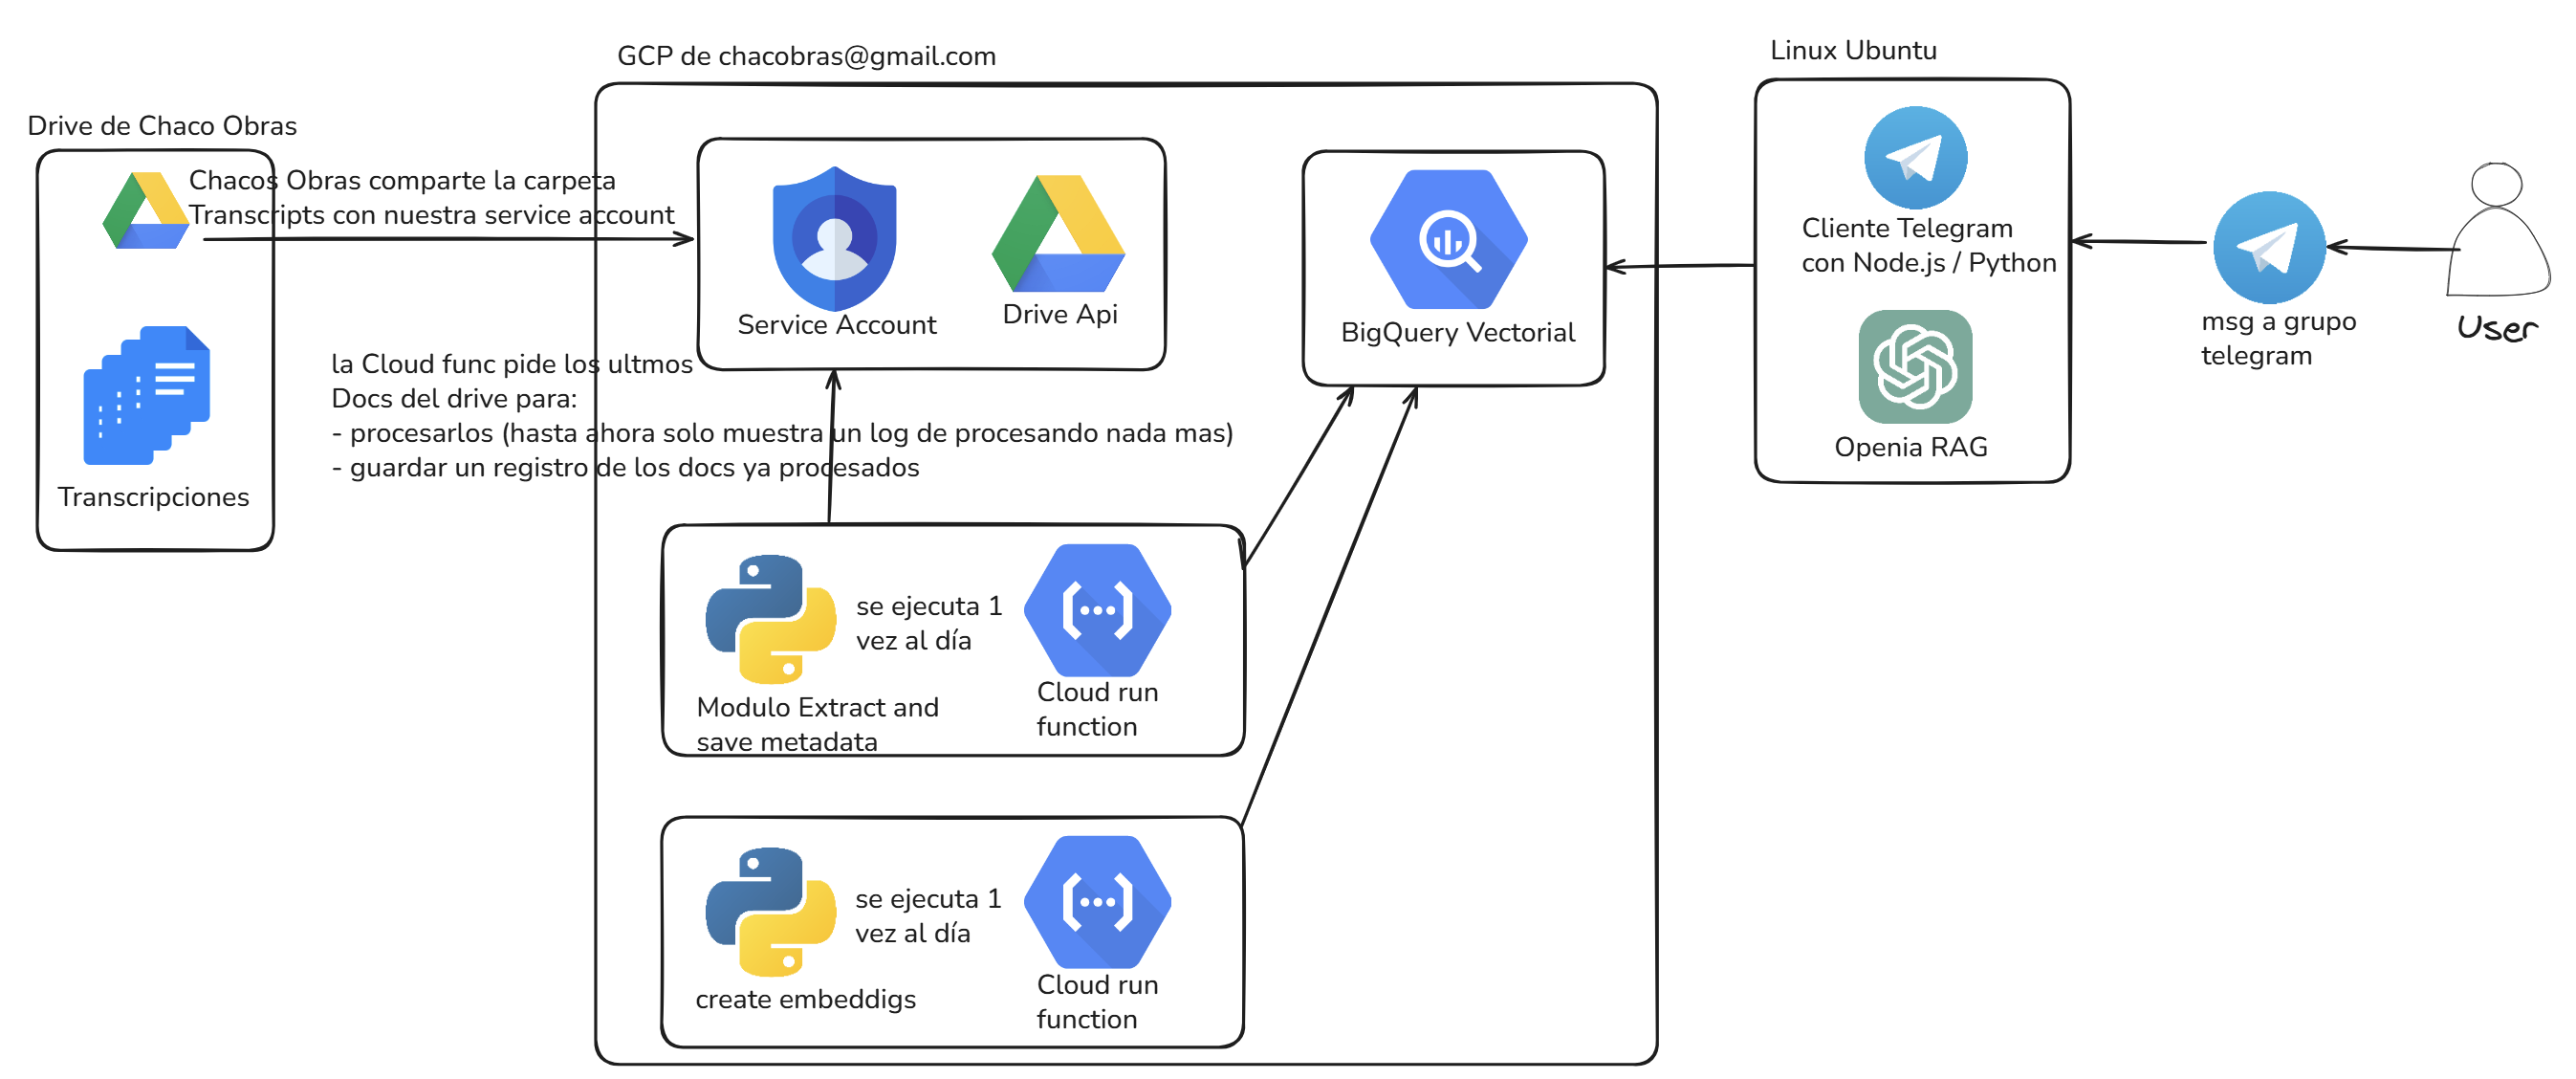 GCP de chacobras@gmail.com
Linux Ubuntu
Drive de Chaco Obras
Chacos Obras comparte la carpeta
Transcripts con nuestra service account
Transcripciones
Service Account
Drive Api
BigQuery Vectorial
Cliente Telegram
con Node.js / Python
Openia RAG
msg a grupo
telegram
User
la Cloud func pide los ultmos
Docs del drive para:
- procesarlos (hasta ahora solo muestra un log de procesando nada mas)
- guardar un registro de los docs ya procesados
se ejecuta 1
vez al día
Modulo Extract and
save metadata
Cloud run
function
se ejecuta 1
vez al día
create embeddigs
Cloud run
function